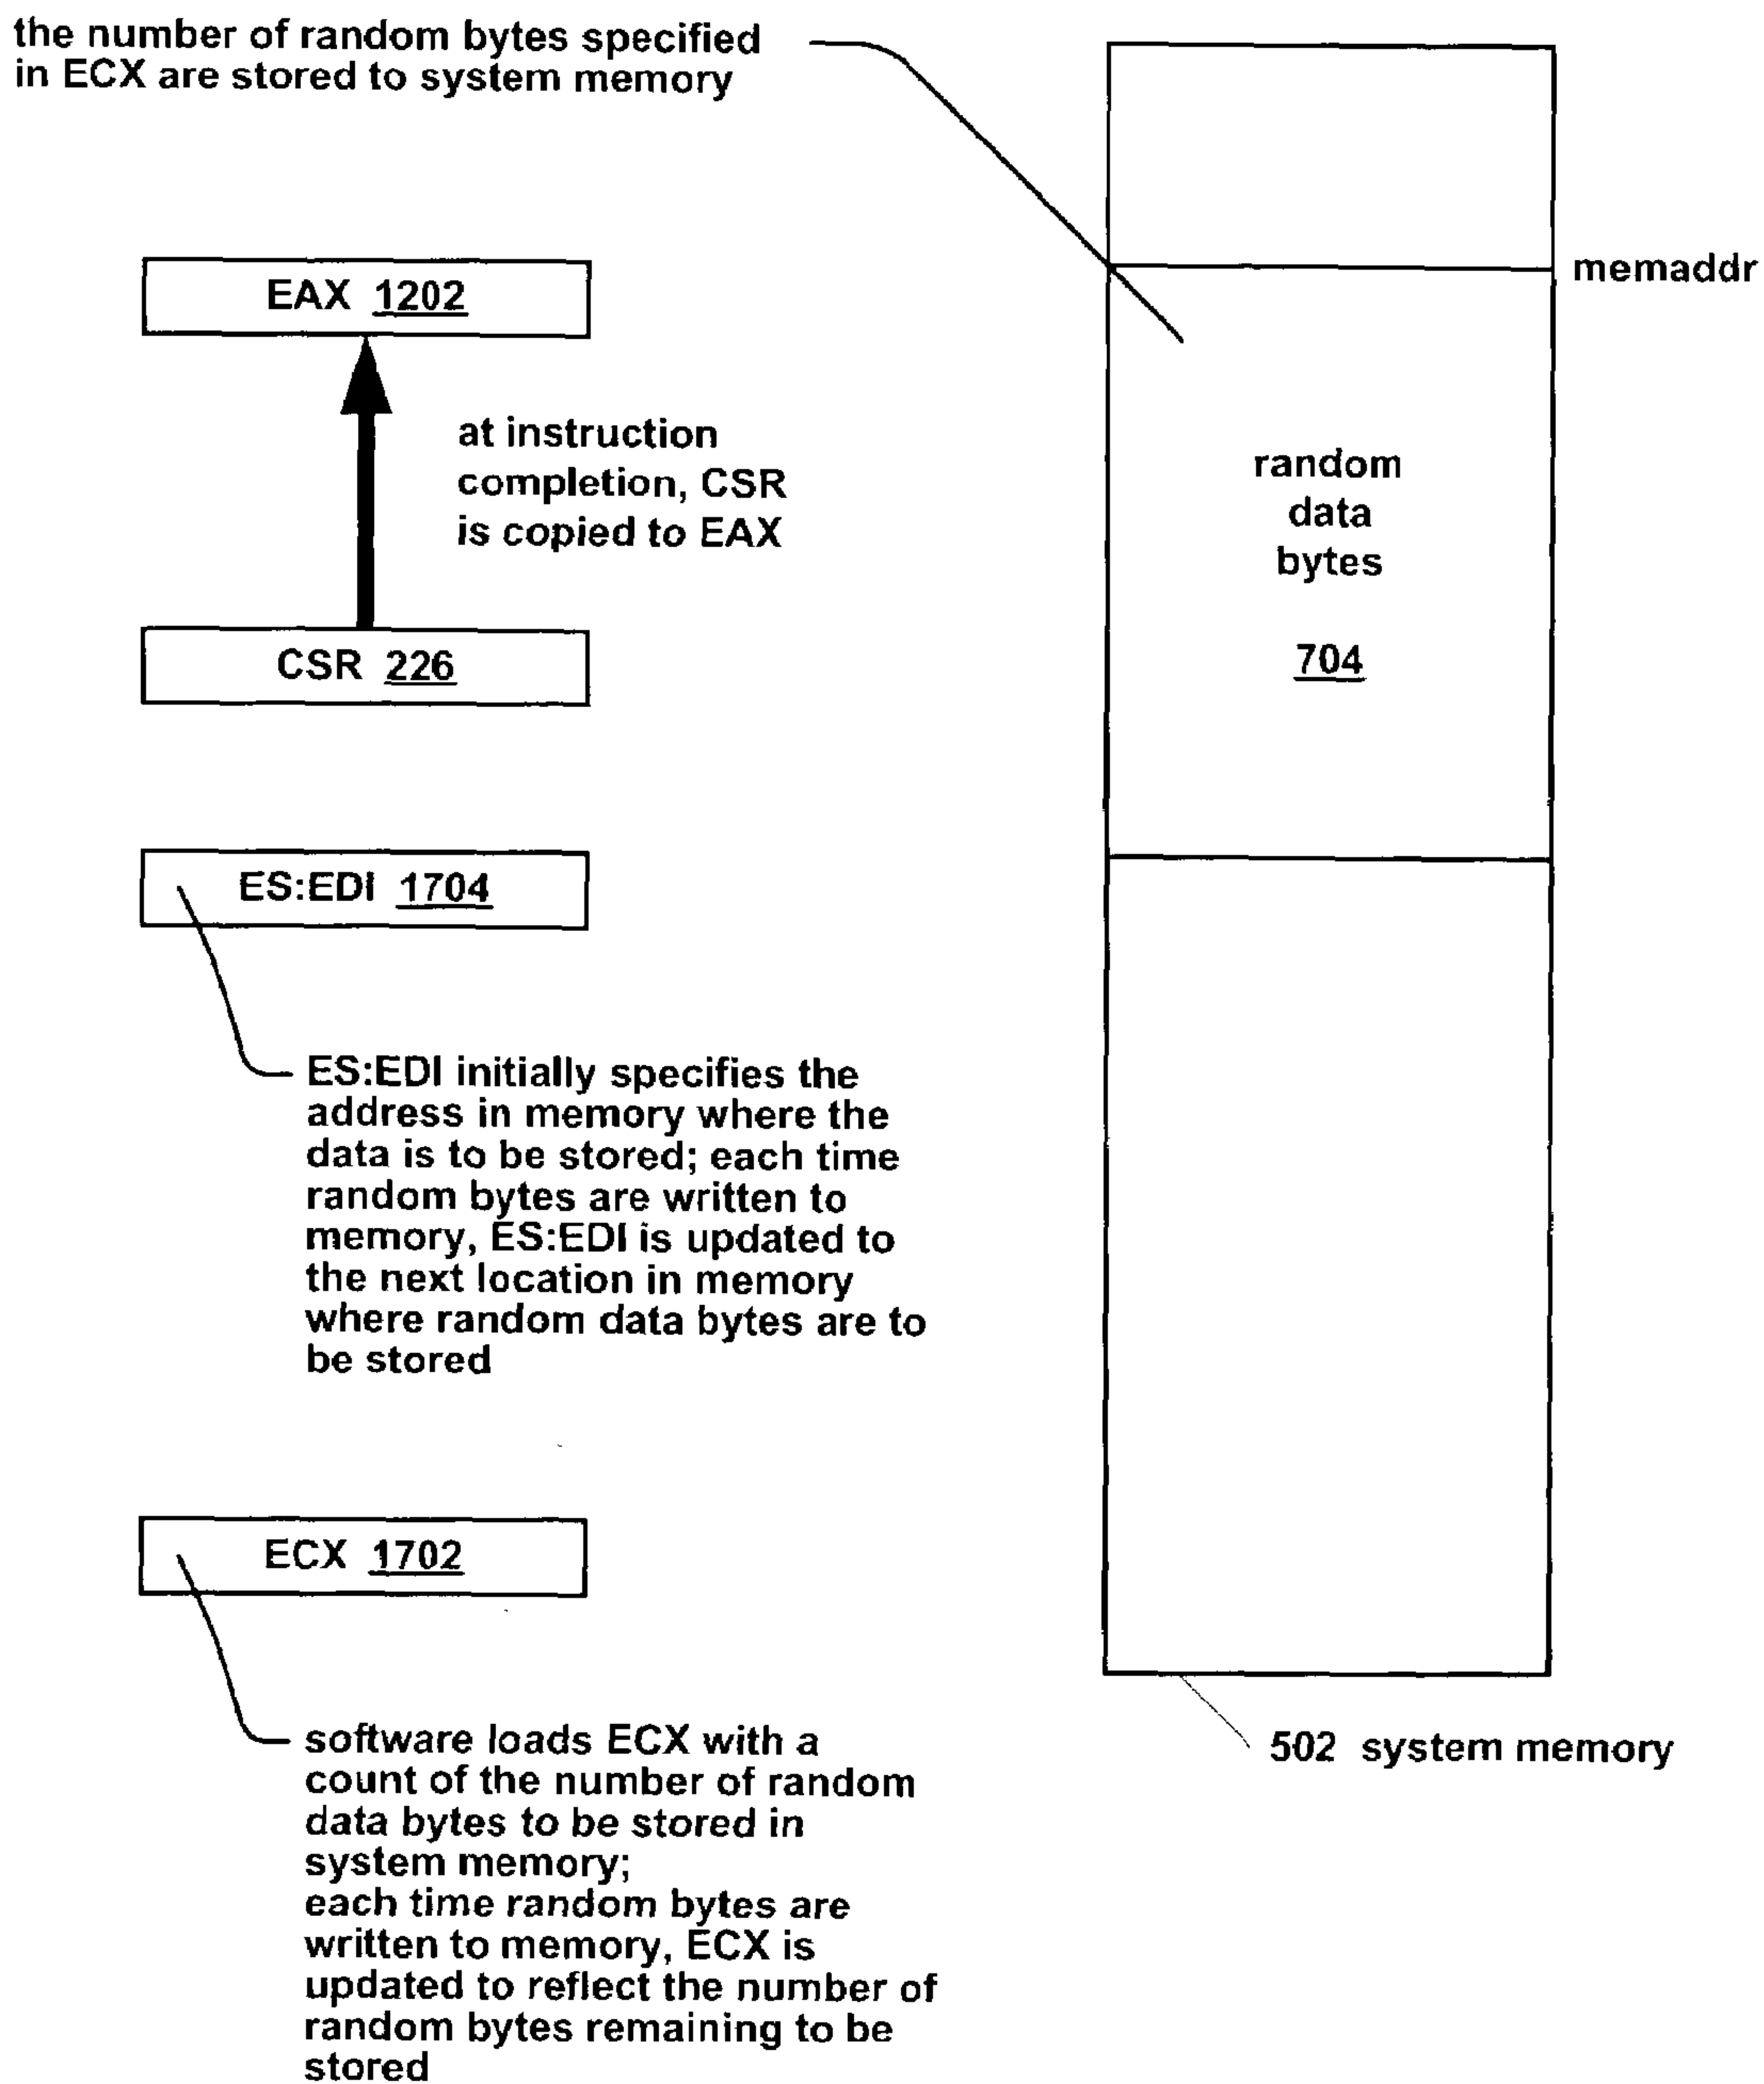 the number of random bytes specified
in ECX are stored to system memory
memaddr
EAX 1202
at instruction
completion, CSR
is copied to EAX
random
data
bytes
704
CSR 226
ES:EDI 1704
ES:EDI initially specifies the
address in memory where the
data is to be stored; each time
random bytes are written to
memory, ES:EDI is updated to
the next location in memory
where random data bytes are to
be stored
ECX 1702
software loads ECX with a
count of the number of random
data bytes to be stored in
system memory;
each time random bytes are
written to memory, ECX is
updated to reflect the number of
random bytes remaining to be
stored
502 system memory